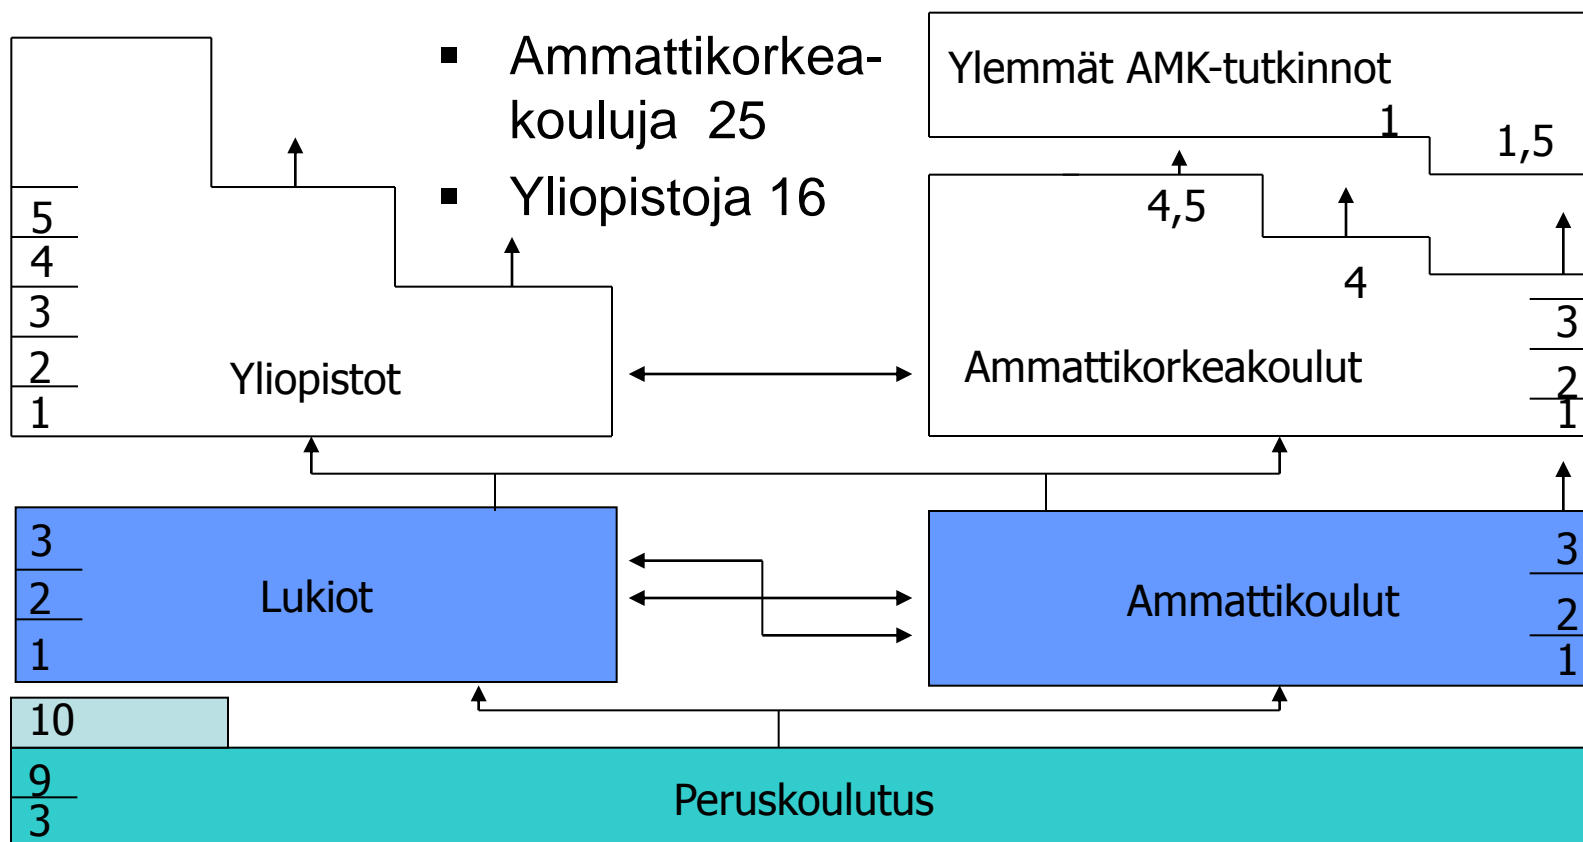 ▪ Ammattikorkea-
kouluja 25
▪ Yliopistoja 16
Ylemmät AMK-tutkinnot
1
1,5
5
4
3
2
1
Yliopistot
4,5
4
3
2
1
Ammattikorkeakoulut
3
2
1
Lukiot
Ammattikoulut
3
2
1
10
9
3
Peruskoulutus